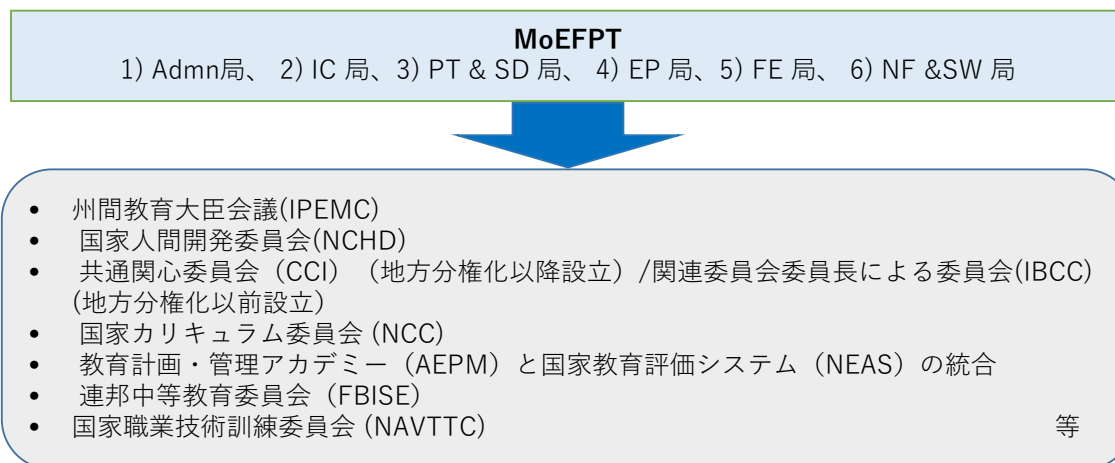 MoEFPT
1) Admn局、 2) IC 局、3) PT & SD 局、 4) EP 局、5) FE 局、 6) NF &SW 局
• 州間教育大臣会議(IPEMC)
• 国家人間開発委員会(NCHD)
• 共通関心委員会（CCI）（地方分権化以降設立）/関連委員会委員長による委員会(IBCC)
(地方分権化以前設立）
• 国家カリキュラム委員会 (NCC)
• 教育計画・管理アカデミー（AEPM）と国家教育評価システム（NEAS）の統合
• 連邦中等教育委員会（FBISE）
• 国家職業技術訓練委員会 (NAVTTC) 等